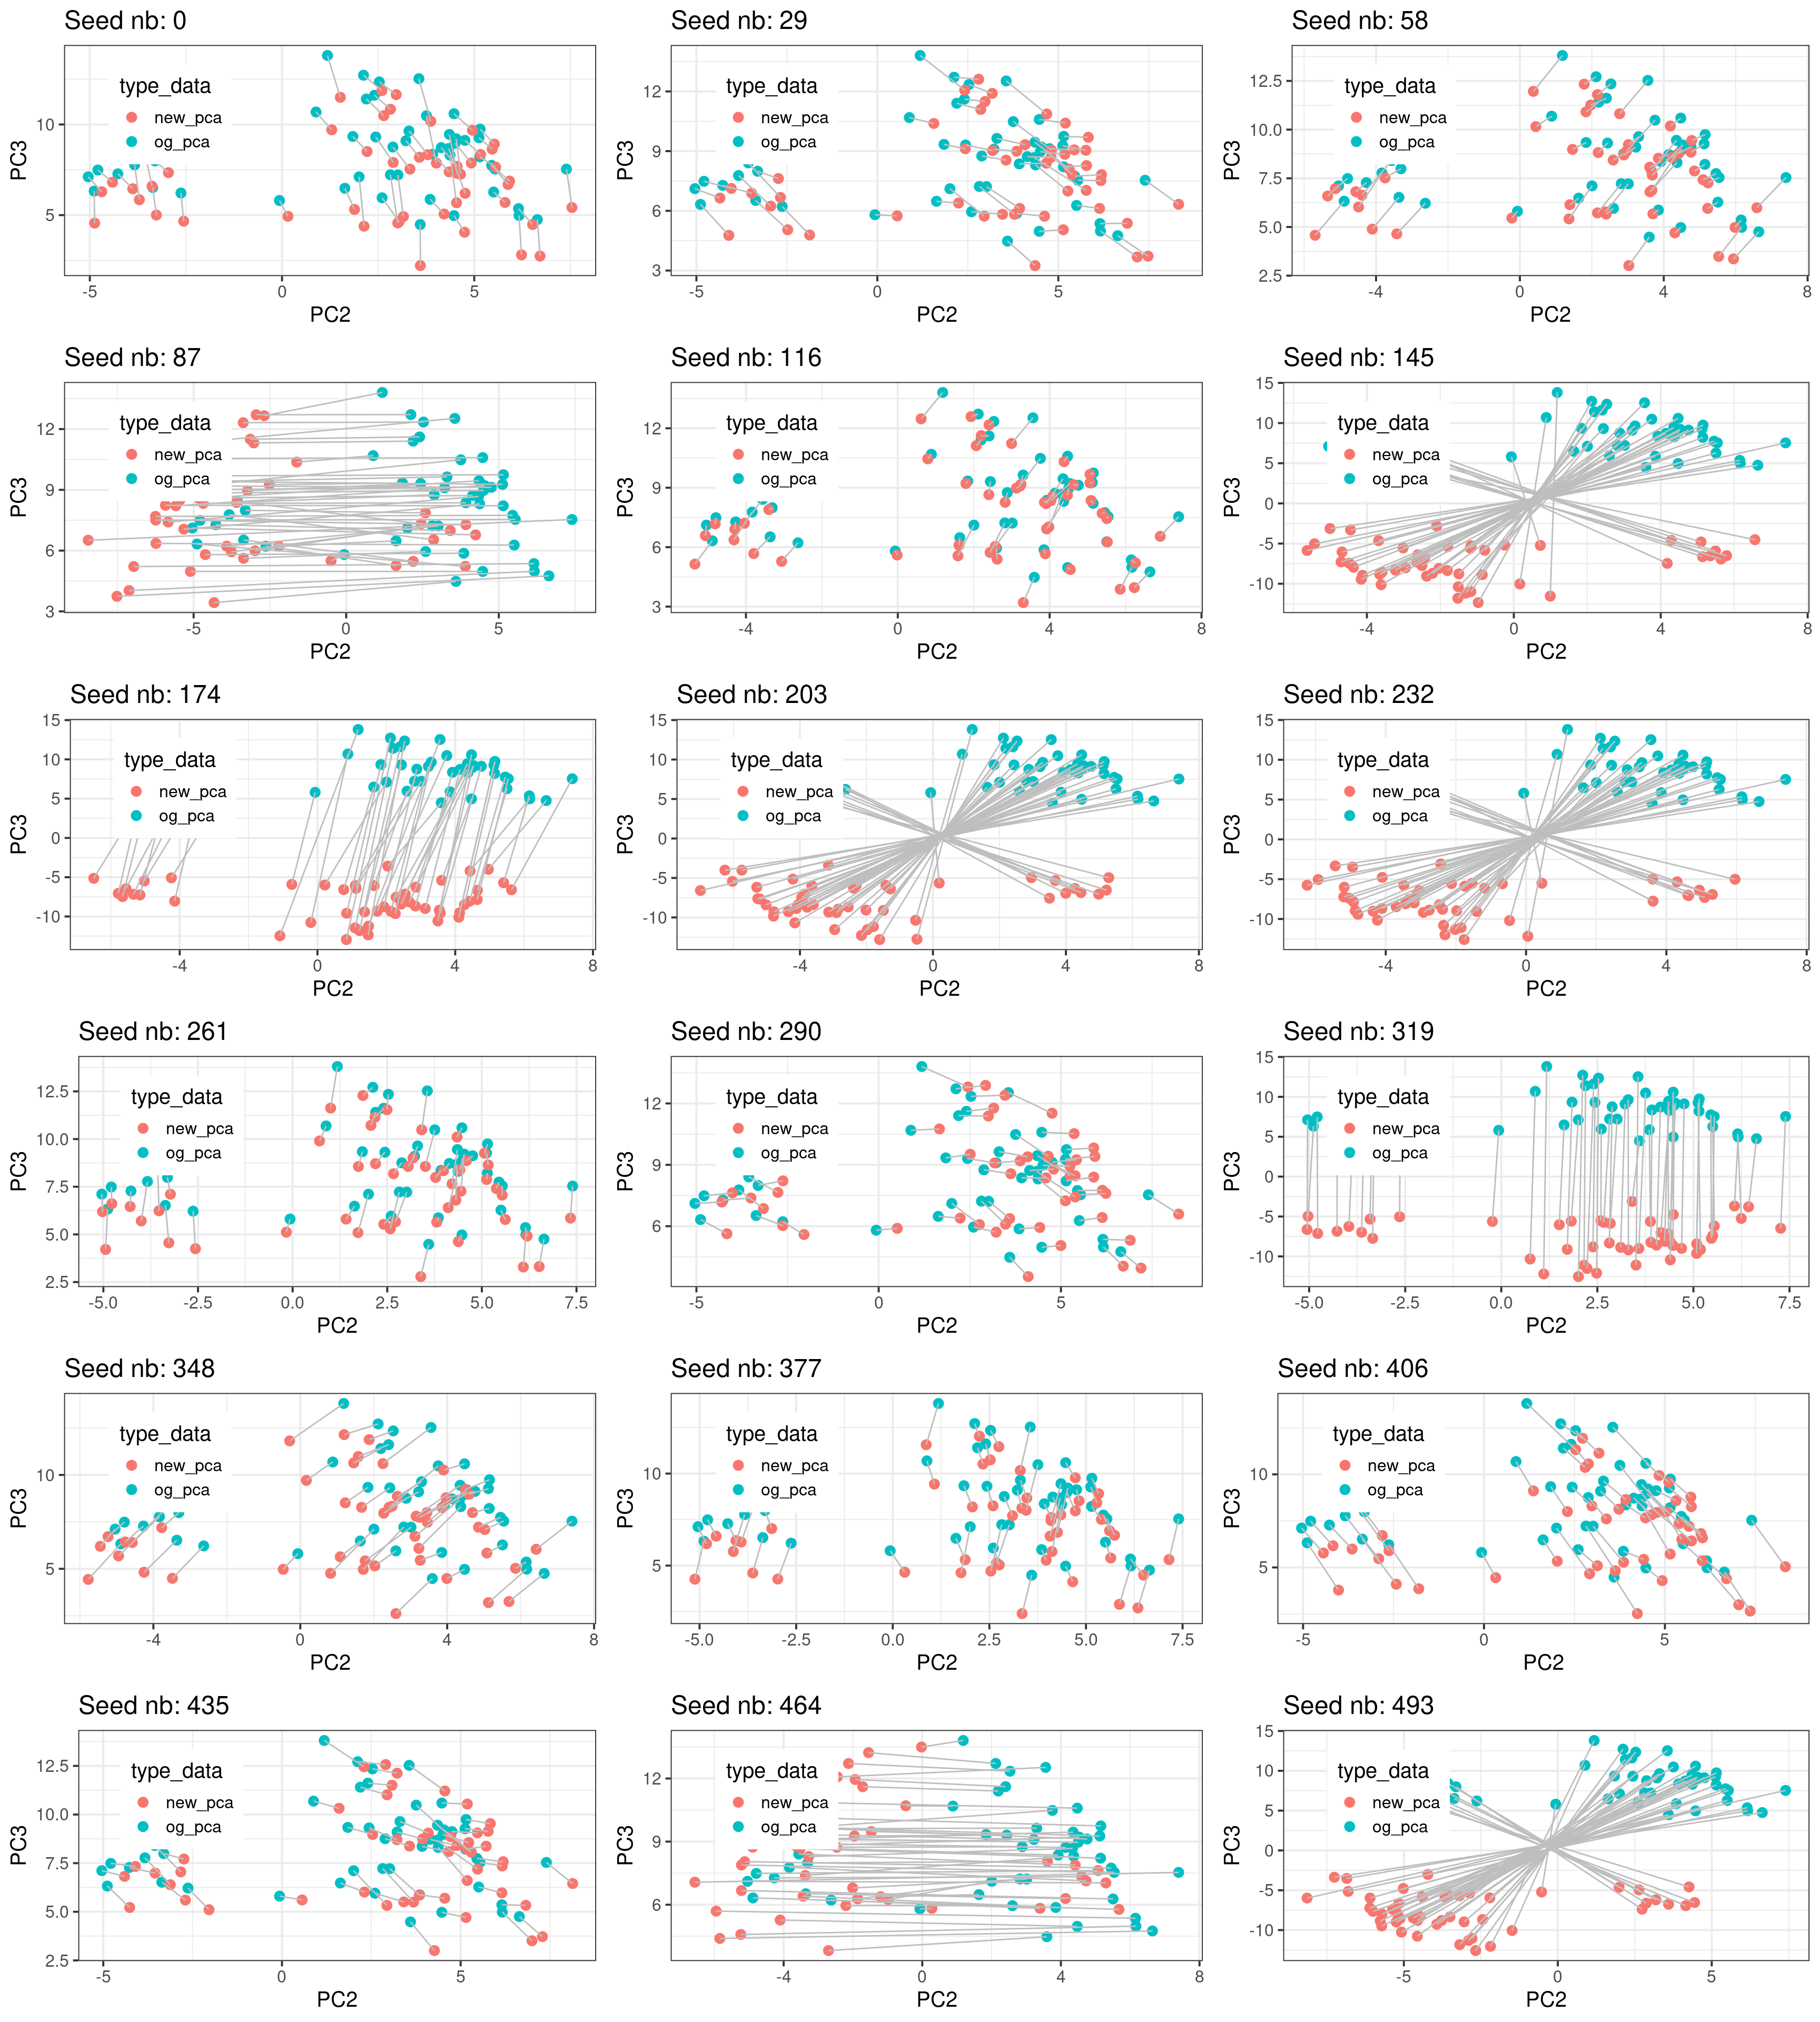 Seed nb: 0
type_data
new_pca
og_pca
10
5
-5 0 5
PC2
PC3
Seed nb: 29
type_data
new_pca
og_pca
12
9
6
3
-5 0 5
PC2
PC3
Seed nb: 58
type_data
new_pca
og_pca
12.5
10.0
7.5
5.0
2.5
-4 0 4 8
PC2
PC3
Seed nb: 87
type_data
new_pca
og_pca
12
9
6
3
-5 0 5
PC2
PC3
Seed nb: 116
type_data
new_pca
og_pca
12
9
6
3
-4 0 4 8
PC2
PC3
Seed nb: 145
type_data
new_pca
og_pca
15
10
5
0
-5
-10
-4 0 4 8
PC2
PC3
Seed nb: 174
type_data
new_pca
og_pca
15
10
5
0
-5
-10
-4 0 4 8
PC2
PC3
Seed nb: 203
type_data
new_pca
og_pca
15
10
5
0
-5
-10
-4 0 4 8
PC2
PC3
Seed nb: 232
type_data
new_pca
og_pca
15
10
5
0
-5
-10
-4 0 4 8
PC2
PC3
Seed nb: 261
type_data
new_pca
og_pca
12.5
10.0
7.5
5.0
2.5
-5.0 -2.5 0.0 2.5 5.0 7.5
PC2
PC3
Seed nb: 290
type_data
new_pca
og_pca
12
9
6
-5 0 5
PC2
PC3
Seed nb: 319
type_data
new_pca
og_pca
15
10
5
0
-5
-10
-5.0 -2.5 0.0 2.5 5.0 7.5
PC2
PC3
Seed nb: 348
type_data
new_pca
og_pca
10
5
-4 0 4 8
PC2
PC3
Seed nb: 377
type_data
new_pca
og_pca
10
5
-5.0 -2.5 0.0 2.5 5.0 7.5
PC2
PC3
Seed nb: 406
type_data
new_pca
og_pca
10
5
-5 0 5
PC2
PC3
Seed nb: 435
type_data
new_pca
og_pca
12.5
10.0
7.5
5.0
2.5
-5 0 5
PC2
PC3
Seed nb: 464
type_data
new_pca
og_pca
12
9
6
-4 0 4 8
PC2
PC3
Seed nb: 493
type_data
new_pca
og_pca
15
10
5
0
-5
-10
-5 0 5
PC2
PC3